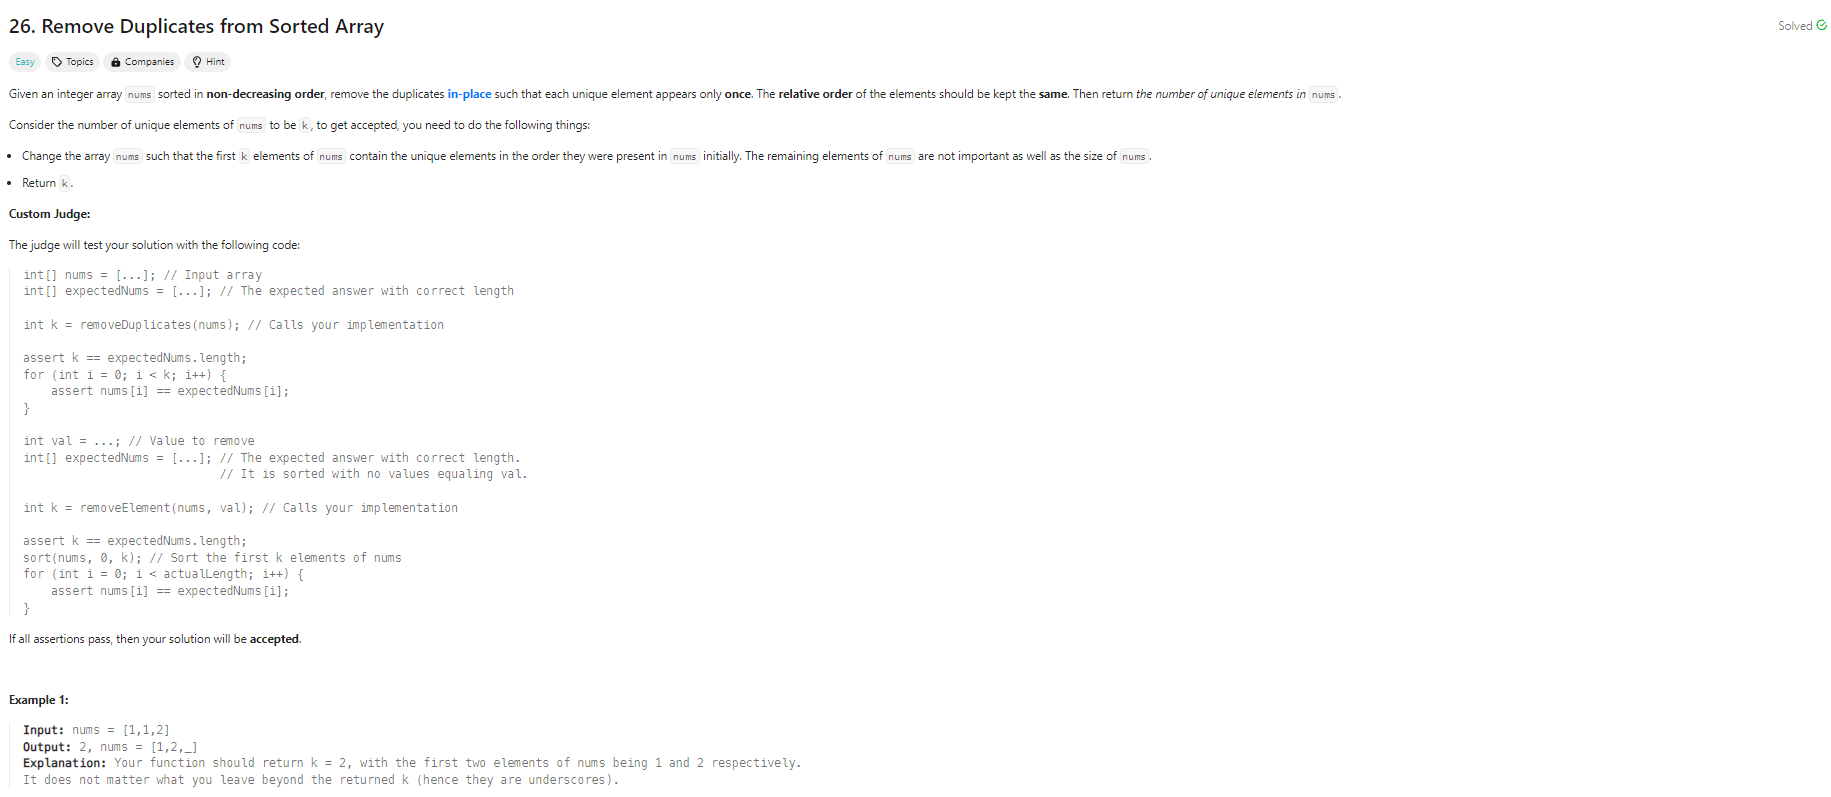 26. Remove Duplicates from Sorted Array
Solved
Easy Topics Companies Hint
Given an integer array nums sorted in non-decreasing order, remove the duplicates in-place such that each unique element appears only once. The relative order of the elements should be kept the same. Then return the number of unique elements in nums.
Consider the number of unique elements of nums to be k, to get accepted, you need to do the following things:
• Change the array nums such that the first k elements of nums contain the unique elements in the order they were present in nums initially. The remaining elements of nums are not important as well as the size of nums.
• Return k.
Custom Judge:
The judge will test your solution with the following code:
int[] nums = [...]; // Input array
int[] expectedNums = [...]; // The expected answer with correct length
int k = removeDuplicates(nums); // Calls your implementation
assert k == expectedNums.length;
for (int i = 0; i < k; i++) {
    assert nums[i] == expectedNums[i];
}
int val = ...; // Value to remove
int[] expectedNums = [...]; // The expected answer with correct length.
                            // It is sorted with no values equaling val.
int k = removeElement(nums, val); // Calls your implementation
assert k == expectedNums.length;
sort(nums, 0, k); // Sort the first k elements of nums
for (int i = 0; i < actualLength; i++) {
    assert nums[i] == expectedNums[i];
}
If all assertions pass, then your solution will be accepted.
Example 1:
Input: nums = [1,1,2]
Output: 2, nums = [1,2,_]
Explanation: Your function should return k = 2, with the first two elements of nums being 1 and 2 respectively.
It does not matter what you leave beyond the returned k (hence they are underscores).